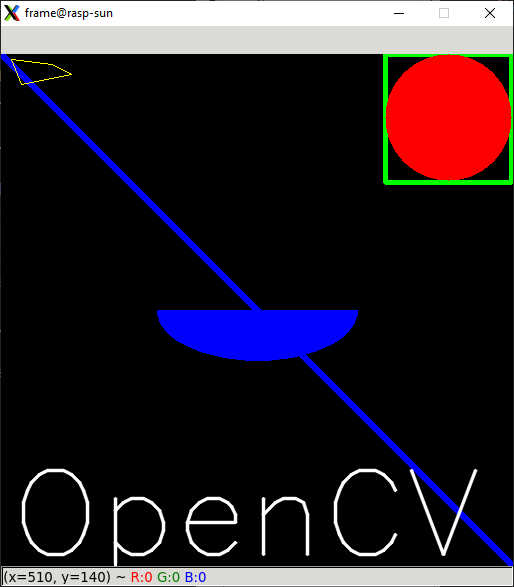 frame@rasp-sun
OpenCV
(x=510, y=140) ~ R:0 G:0 B:0